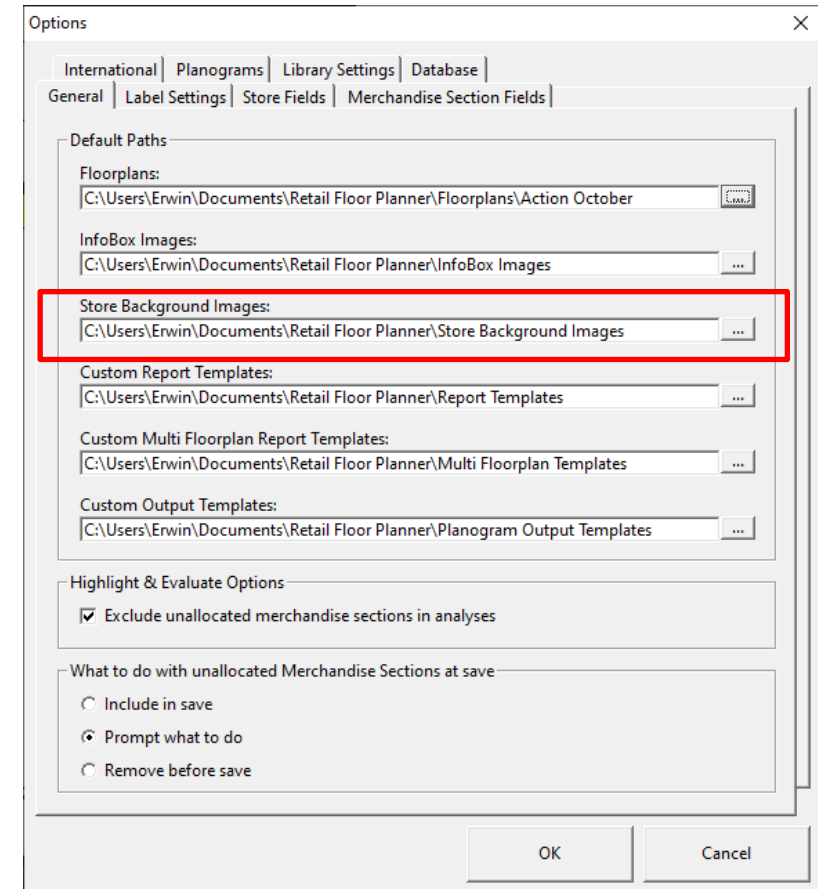 Options
International Planograms Library Settings Database
General Label Settings Store Fields Merchandise Section Fields
Default Paths
Floorplans:
C:\Users\Erwin\Documents\Retail Floor Planner\Floorplans\Action October ...
InfoBox Images:
C:\Users\Erwin\Documents\Retail Floor Planner\InfoBox Images ...
Store Background Images:
C:\Users\Erwin\Documents\Retail Floor Planner\Store Background Images ...
Custom Report Templates:
C:\Users\Erwin\Documents\Retail Floor Planner\Report Templates ...
Custom Multi Floorplan Report Templates:
C:\Users\Erwin\Documents\Retail Floor Planner\Multi Floorplan Templates ...
Custom Output Templates:
C:\Users\Erwin\Documents\Retail Floor Planner\Planogram Output Templates ...
Highlight & Evaluate Options
Exclude unallocated merchandise sections in analyses
What to do with unallocated Merchandise Sections at save
Include in save
Prompt what to do
Remove before save
OK Cancel